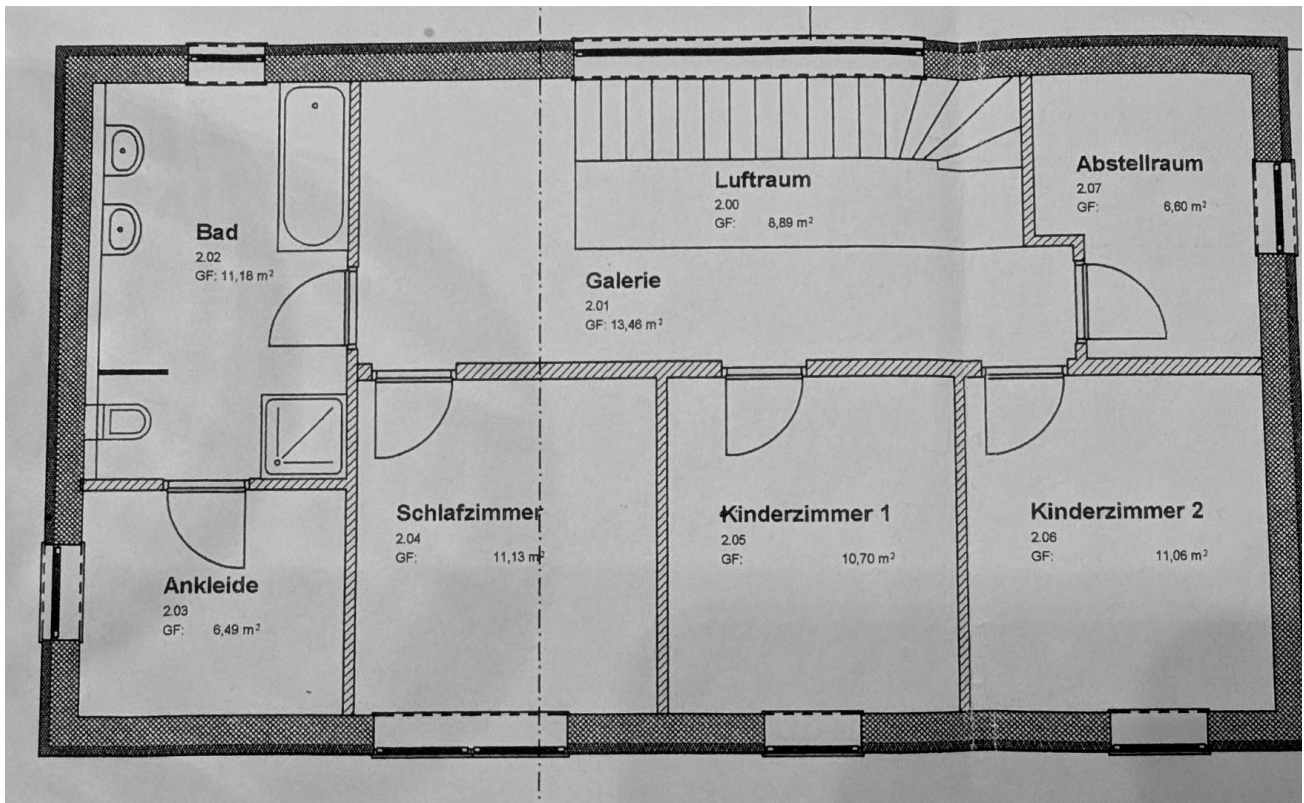 Bad
2.02
GF: 11,18 m²
Luftraum
2.00
GF: 8,89 m²
Abstellraum
2.07
GF: 6,60 m²
Galerie
2.01
GF: 13,46 m²
Ankleide
2.03
GF: 6,49 m²
Schlafzimmer
2.04
GF: 11,13 m²
Kinderzimmer 1
2.05
GF: 10,70 m²
Kinderzimmer 2
2.06
GF: 11,06 m²